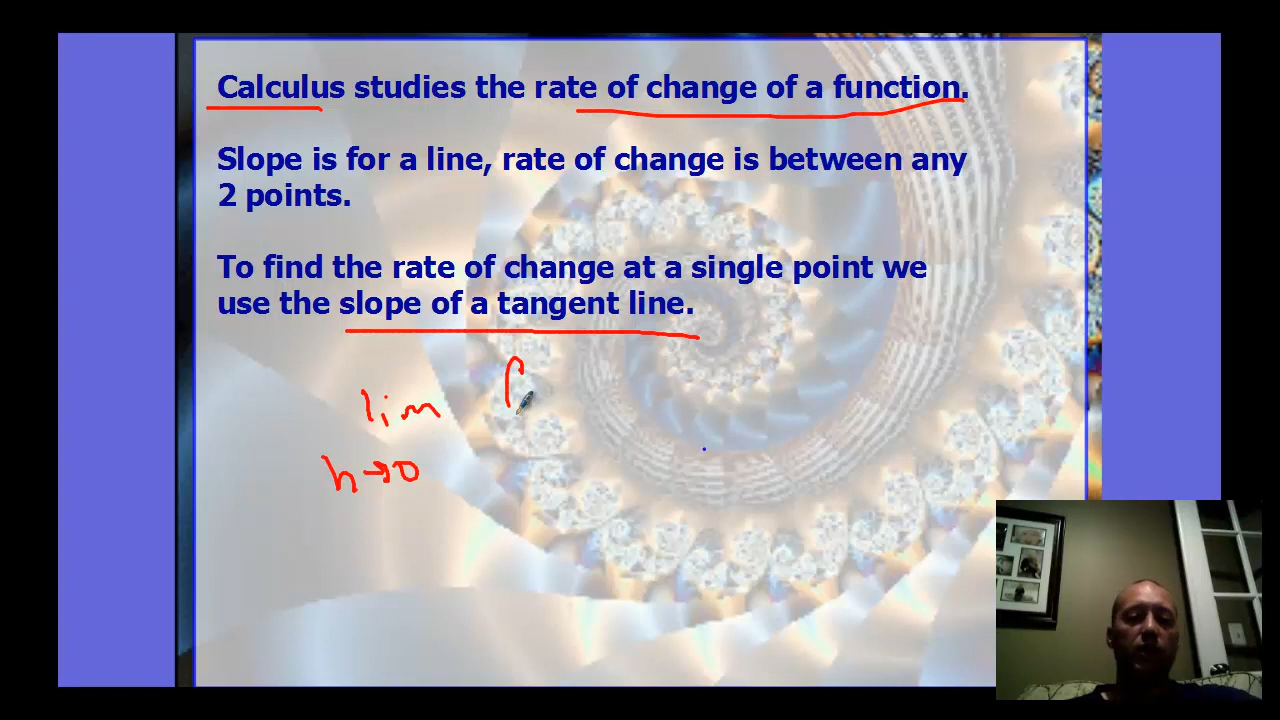 Calculus studies the rate of change of a function.
Slope is for a line, rate of change is between any
2 points.
To find the rate of change at a single point we
use the slope of a tangent line.
lim
h→0